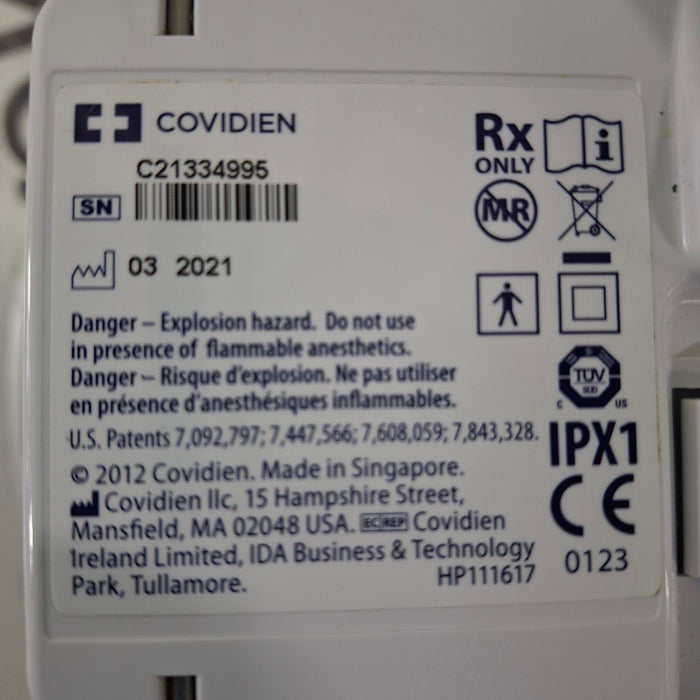 COVIDIEN
C21334995
SN
03 2021
Rx
ONLY
MR
Danger – Explosion hazard. Do not use
in presence of flammable anesthetics.
Danger – Risque d'explosion. Ne pas utiliser
en présence d'anesthésiques inflammables.
U.S. Patents 7,092,797; 7,447,566; 7,608,059; 7,843,328.
© 2012 Covidien. Made in Singapore.
Covidien llc, 15 Hampshire Street,
Mansfield, MA 02048 USA. EC REP Covidien
Ireland Limited, IDA Business & Technology
Park, Tullamore.
HP111617
TÜV
SÜD
C US
IPX1
CE
0123